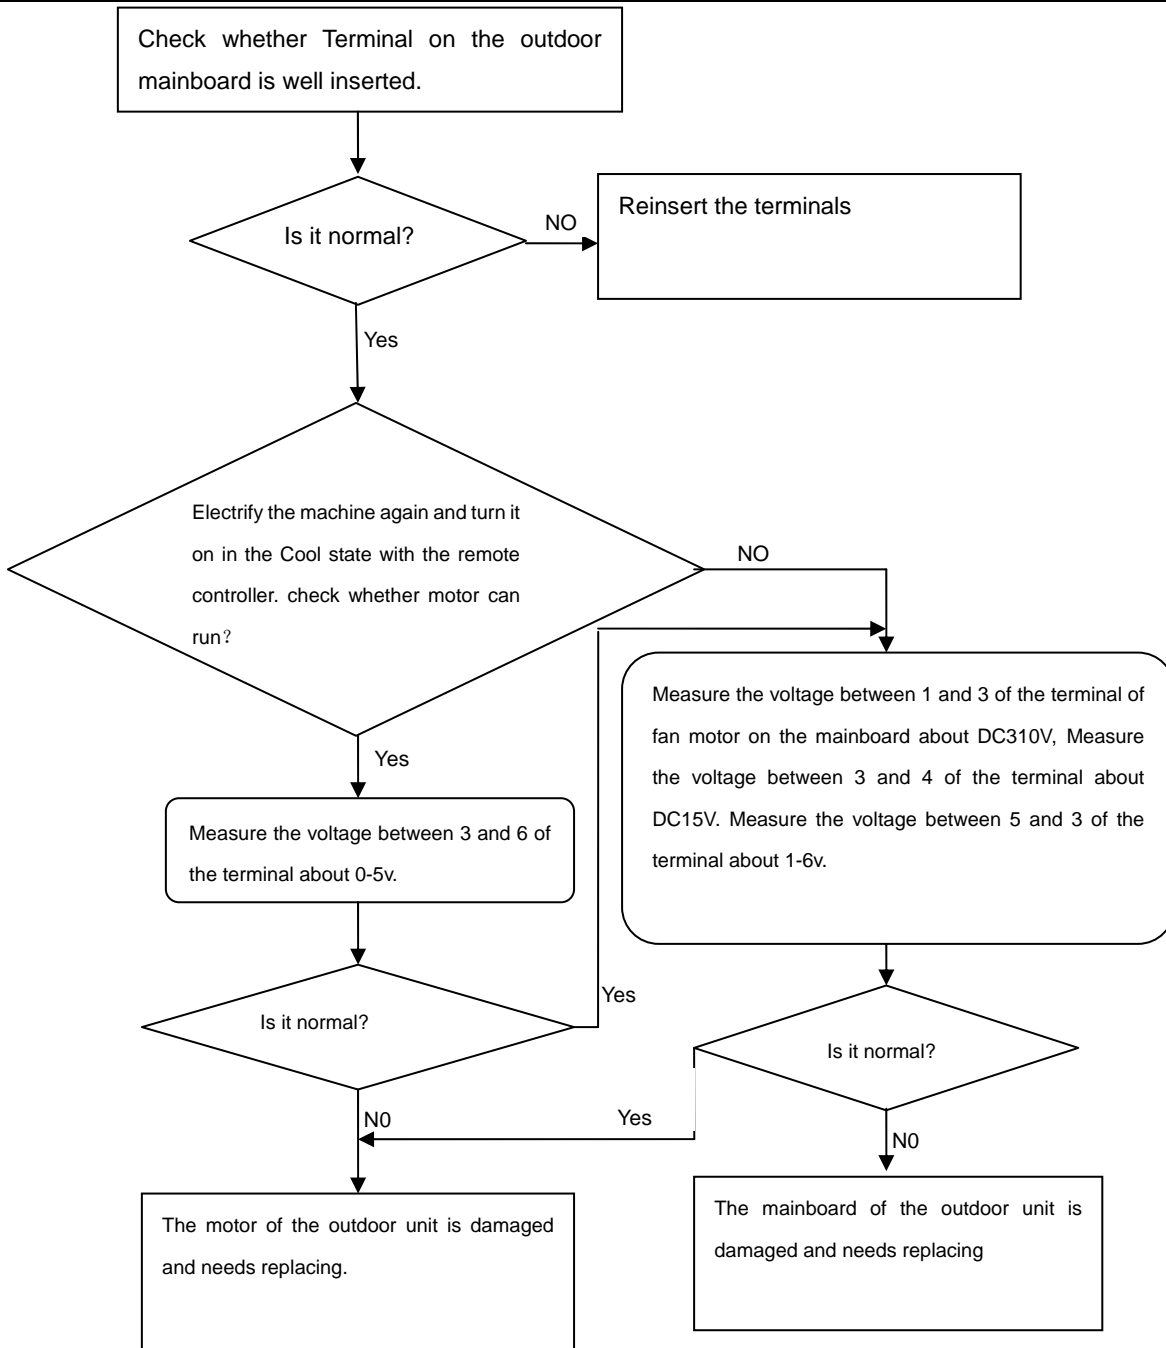 Check whether Terminal on the outdoor
mainboard is well inserted.
Is it normal?
NO
Reinsert the terminals
Yes
Electrify the machine again and turn it
on in the Cool state with the remote
controller. check whether motor can
run？
NO
Yes
Measure the voltage between 1 and 3 of the terminal of
fan motor on the mainboard about DC310V, Measure
the voltage between 3 and 4 of the terminal about
DC15V. Measure the voltage between 5 and 3 of the
terminal about 1-6v.
Measure the voltage between 3 and 6 of
the terminal about 0-5v.
Is it normal?
Yes
Is it normal?
N0
Yes
N0
The motor of the outdoor unit is damaged
and needs replacing.
The mainboard of the outdoor unit is
damaged and needs replacing